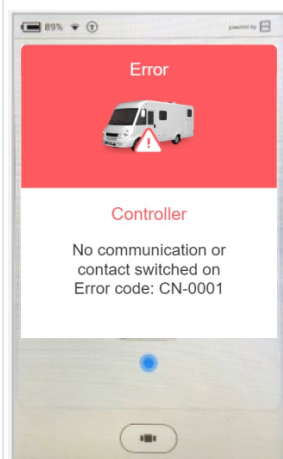 89%
powered by
Error
Controller
No communication or
contact switched on
Error code: CN-0001